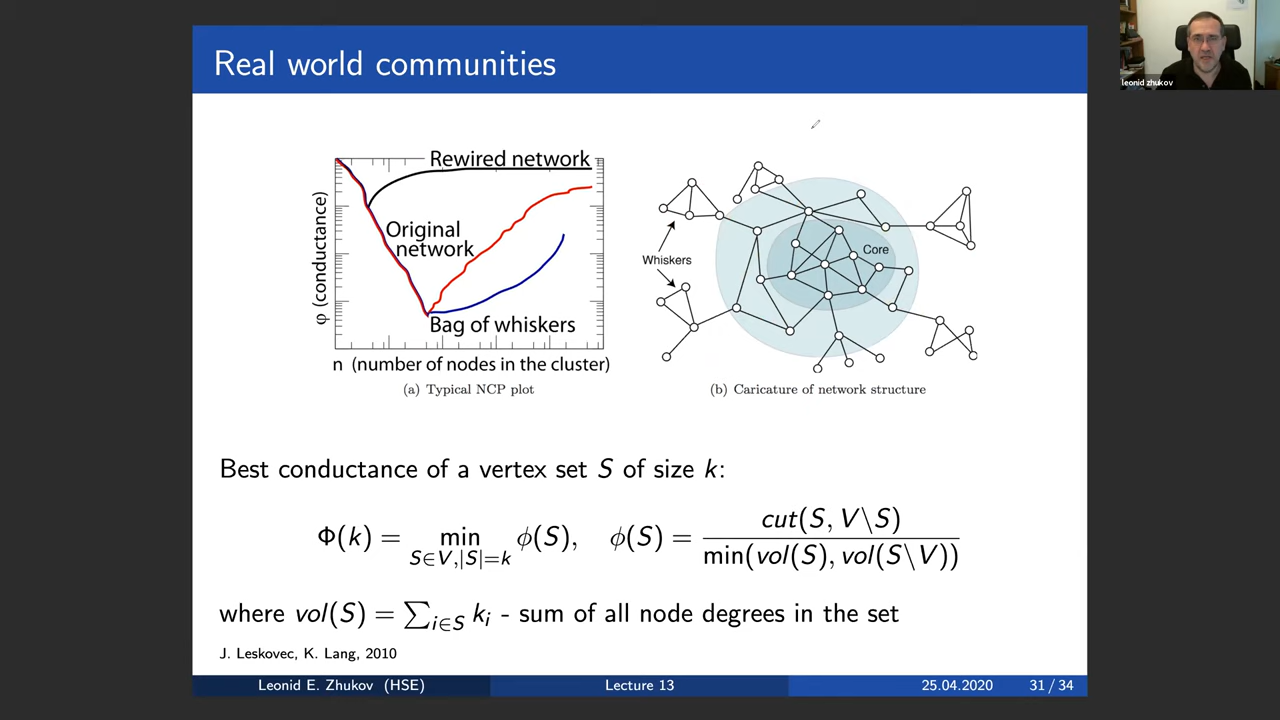 Real world communities
leonid zhukov
Rewired network
Original
network
Bag of whiskers
φ (conductance)
n (number of nodes in the cluster)
(a) Typical NCP plot
Whiskers
Core
(b) Caricature of network structure
Best conductance of a vertex set S of size k:
Φ(k) = min_{S∈V,|S|=k} ϕ(S), ϕ(S) = cut(S, V\S) / min(vol(S), vol(S\V))
where vol(S) = ∑_{i∈S} k_i - sum of all node degrees in the set
J. Leskovec, K. Lang, 2010
Leonid E. Zhukov (HSE) Lecture 13 25.04.2020 31 / 34